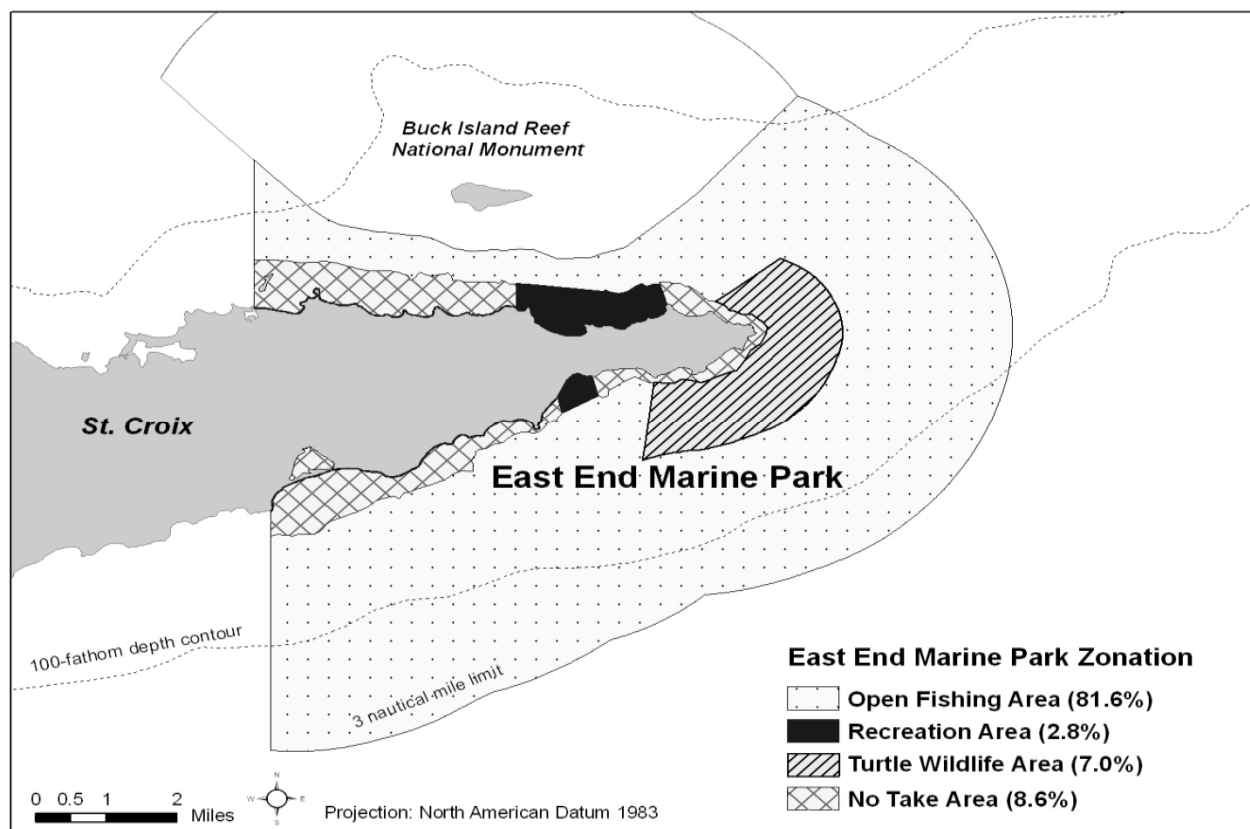 Buck Island Reef
National Monument
St. Croix
East End Marine Park
100-fathom depth contour
3 nautical mile limit
East End Marine Park Zonation
Open Fishing Area (81.6%)
Recreation Area (2.8%)
Turtle Wildlife Area (7.0%)
No Take Area (8.6%)
0 0.5 1 2
Miles
N
W E
S
Projection: North American Datum 1983